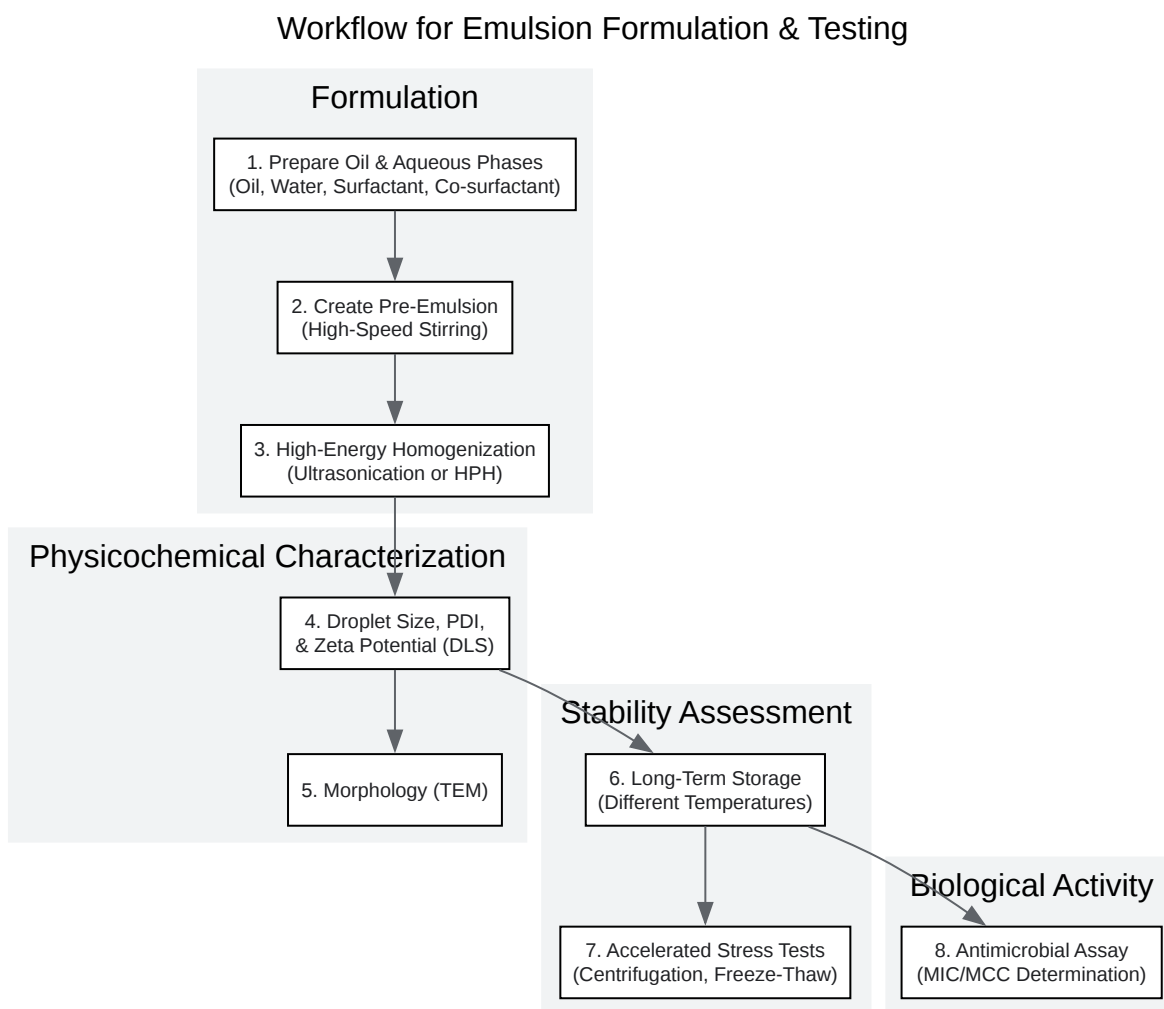 Workflow for Emulsion Formulation & Testing
Formulation
1. Prepare Oil & Aqueous Phases
(Oil, Water, Surfactant, Co-surfactant)
2. Create Pre-Emulsion
(High-Speed Stirring)
3. High-Energy Homogenization
(Ultrasonication or HPH)
Physicochemical Characterization
4. Droplet Size, PDI,
& Zeta Potential (DLS)
5. Morphology (TEM)
Stability Assessment
6. Long-Term Storage
(Different Temperatures)
7. Accelerated Stress Tests
(Centrifugation, Freeze-Thaw)
Biological Activity
8. Antimicrobial Assay
(MIC/MCC Determination)